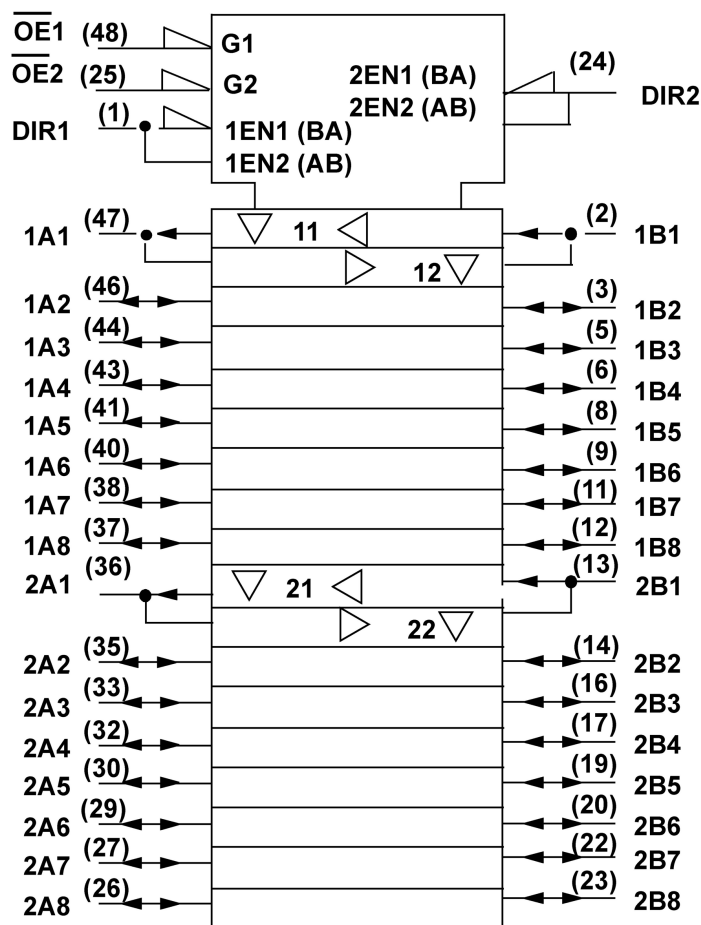 OE1 (48) G1
OE2 (25) G2 2EN1 (BA) (24) DIR2
2EN2 (AB)
DIR1 (1) 1EN1 (BA)
1EN2 (AB)
1A1 (47) 11 (2) 1B1
12
1A2 (46) (3) 1B2
1A3 (44) (5) 1B3
1A4 (43) (6) 1B4
1A5 (41) (8) 1B5
1A6 (40) (9) 1B6
1A7 (38) (11) 1B7
1A8 (37) (12) 1B8
2A1 (36) 21 (13) 2B1
22
2A2 (35) (14) 2B2
2A3 (33) (16) 2B3
2A4 (32) (17) 2B4
2A5 (30) (19) 2B5
2A6 (29) (20) 2B6
2A7 (27) (22) 2B7
2A8 (26) (23) 2B8